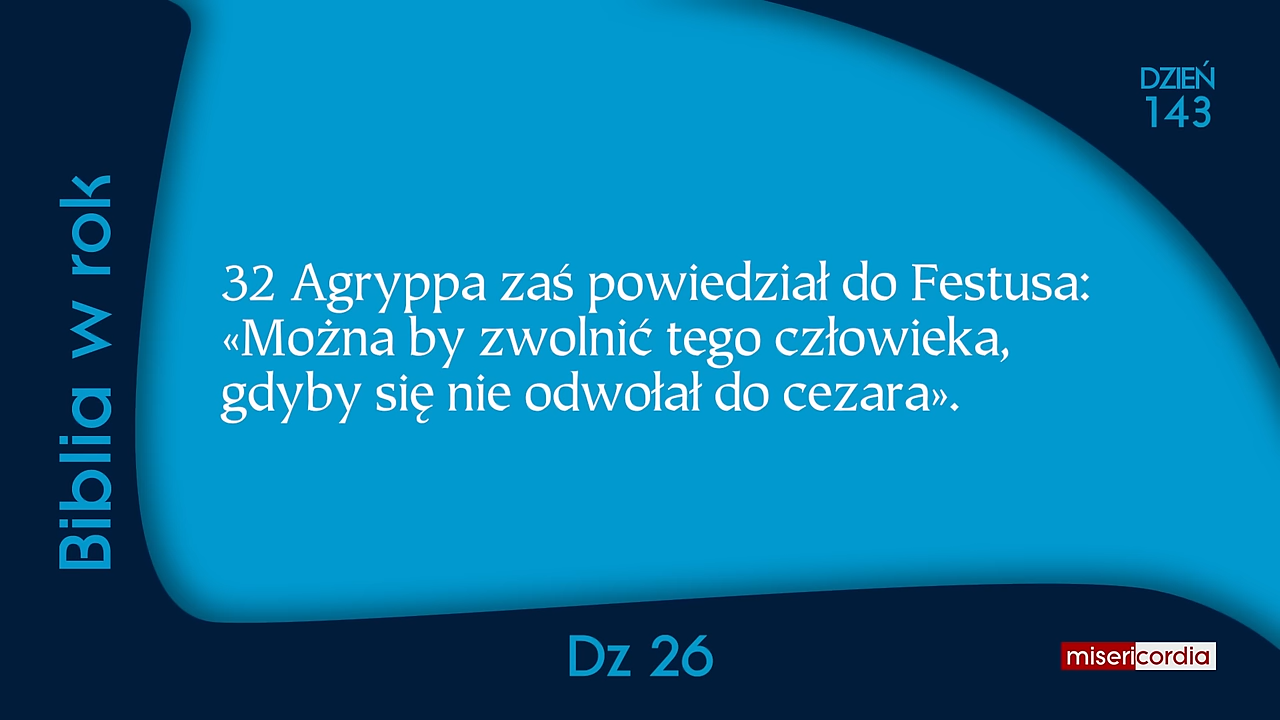 DZIEŃ
143
Biblia w rok
32 Agryppa zaś powiedział do Festusa:
«Można by zwolnić tego człowieka,
gdyby się nie odwołał do cezara».
Dz 26
misericordia